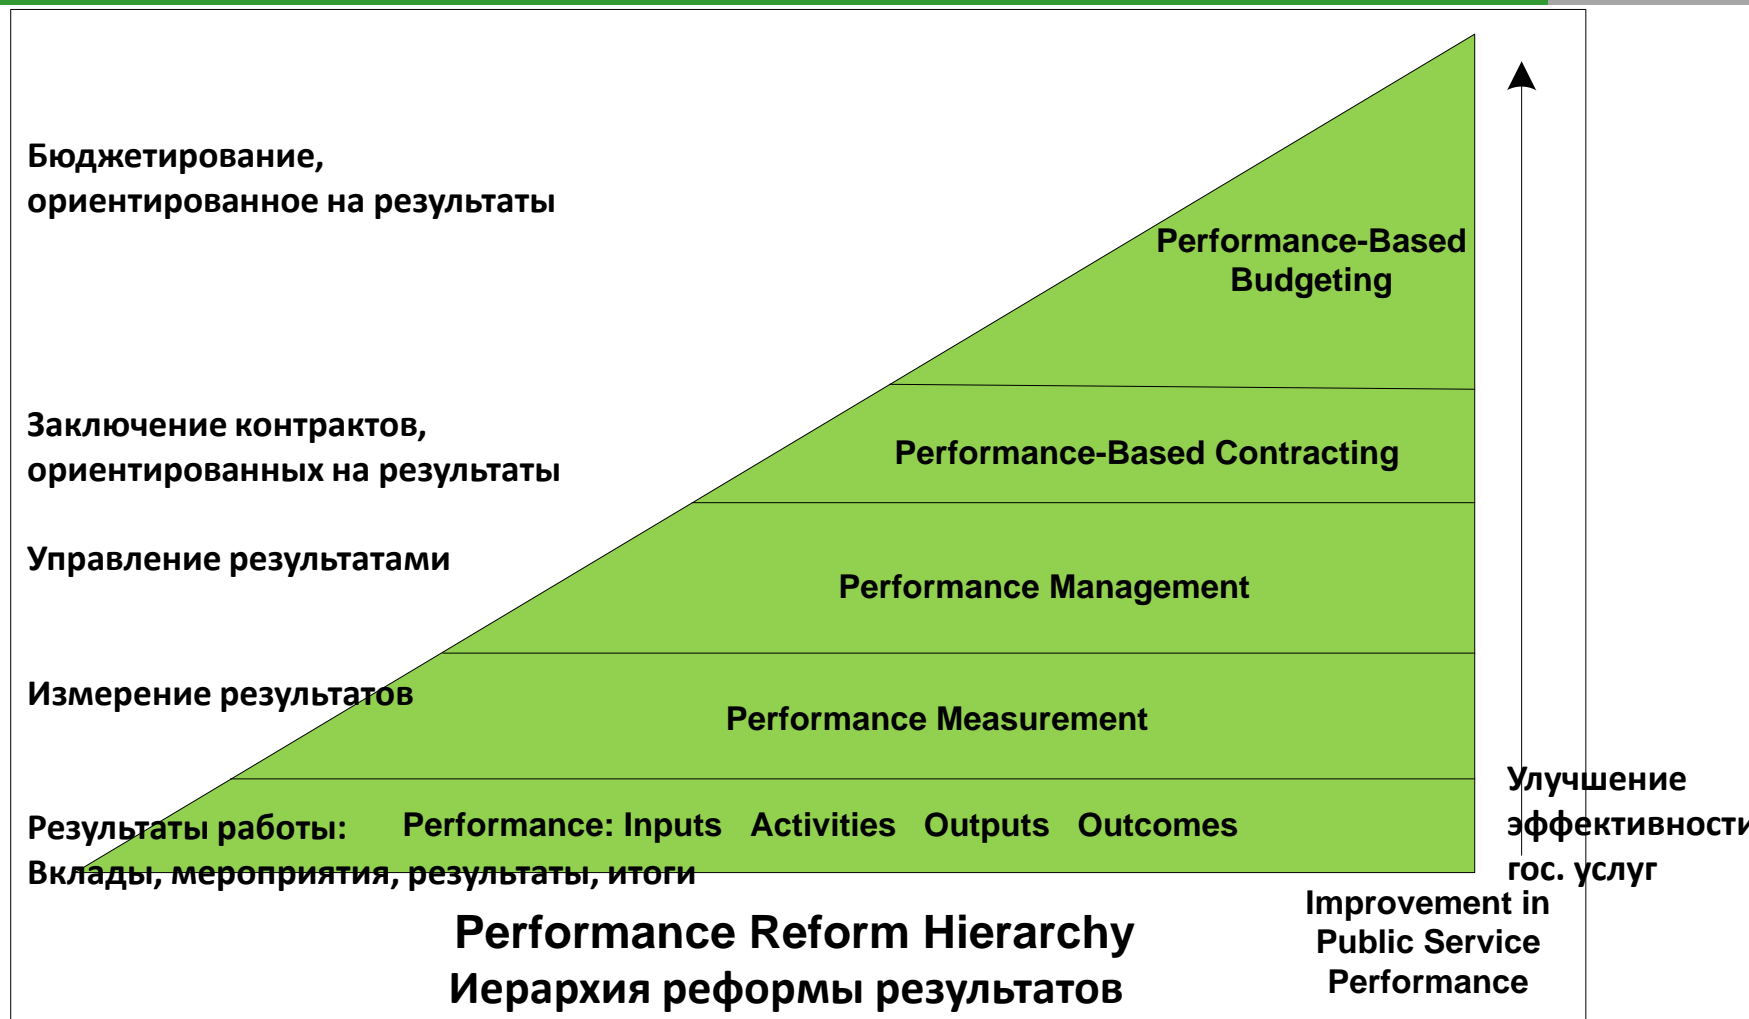 Бюджетирование,
ориентированное на результаты
Performance-Based
Budgeting
Заключение контрактов,
ориентированных на результаты
Performance-Based Contracting
Управление результатами
Performance Management
Измерение результатов
Performance Measurement
Результаты работы:
Вклады, мероприятия, результаты, итоги
Performance: Inputs Activities Outputs Outcomes
Улучшение
эффективности
гос. услуг
Improvement in
Public Service
Performance
Performance Reform Hierarchy
Иерархия реформы результатов